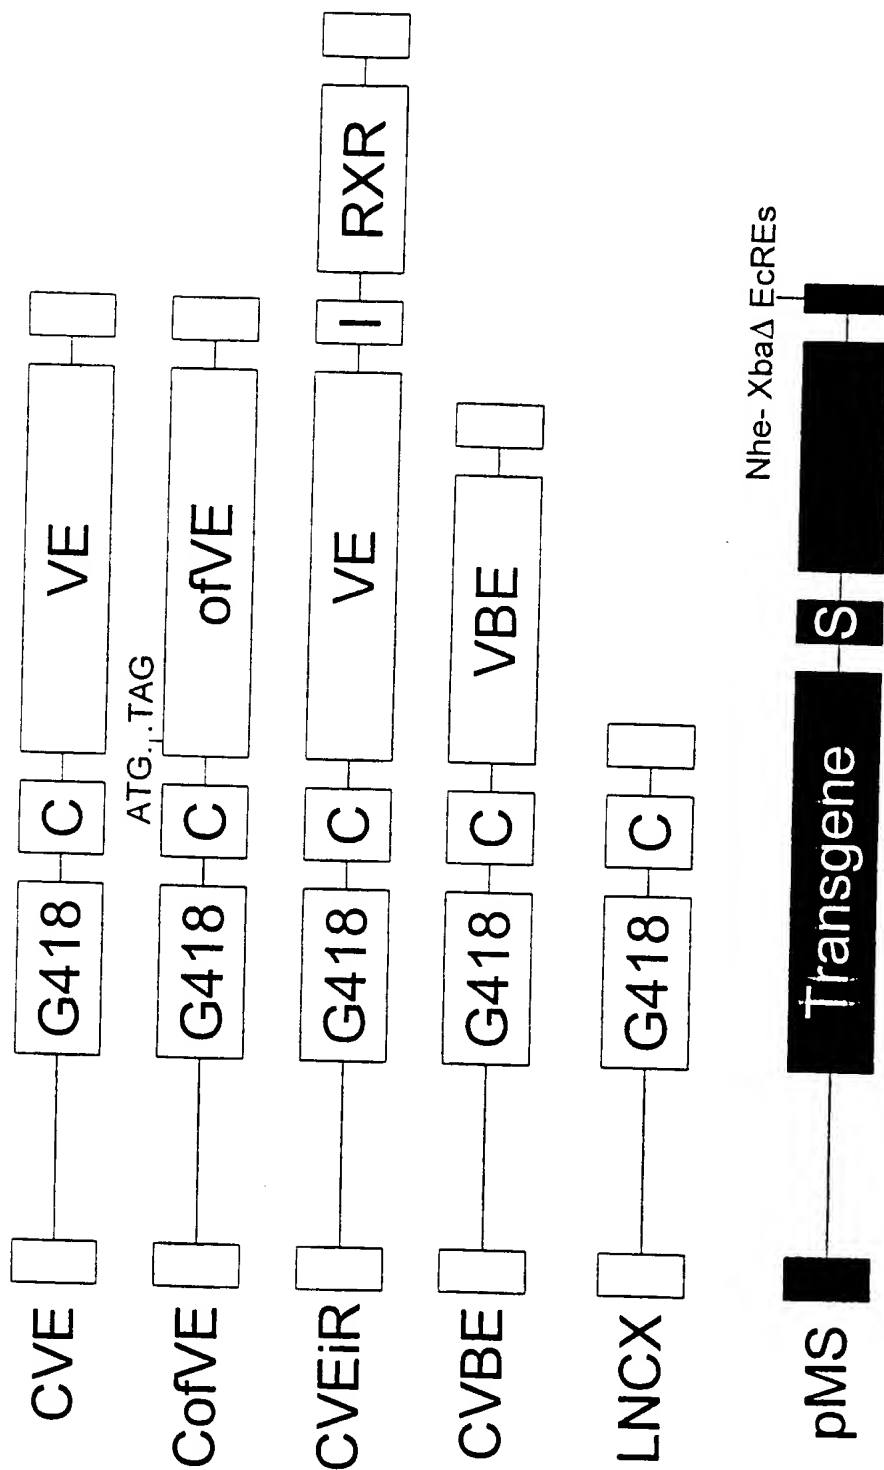 CVE G418 C VE
ATG...TAG
CofVE G418 C ofVE
CVEiR G418 C VE I RXR
CVBE G418 C VBE
LNCX G418 C
Nhe- XbaΔ EcREs
pMS Transgene S